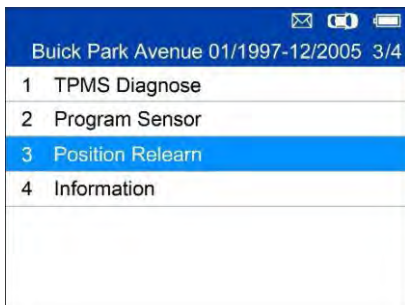 Buick Park Avenue 01/1997-12/2005 3/4
1 TPMS Diagnose
2 Program Sensor
3 Position Relearn
4 Information